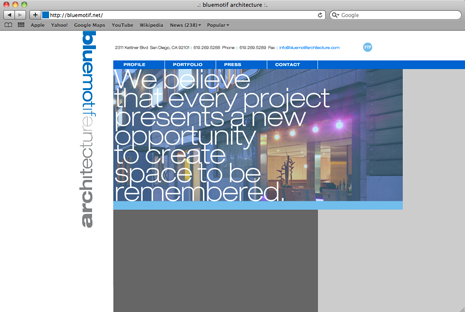 .: bluemotif architecture :.
http://bluemotif.net/
Google
Apple Yahoo! Google Maps YouTube Wikipedia News (238) Popular
2311 Kettner Blvd. San Diego, CA 92101 : 619.269.5288 Phone : 619.269.5289 Fax : info@bluemotifarchitecture.com
PROFILE PORTFOLIO PRESS CONTACT
bluemotif architecture
We believe
that every project
presents a new
opportunity
to create
space to be
remembered.